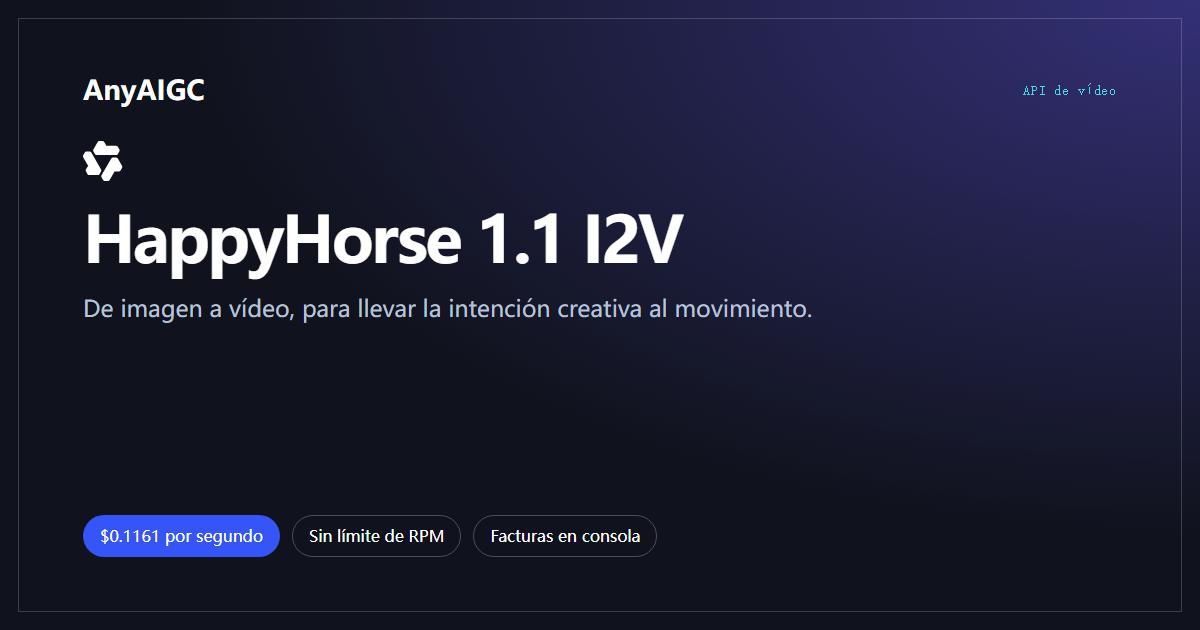 AnyAIGC
API de vídeo
HappyHorse 1.1 I2V
De imagen a vídeo, para llevar la intención creativa al movimiento.
$0.1161 por segundo
Sin límite de RPM
Facturas en consola